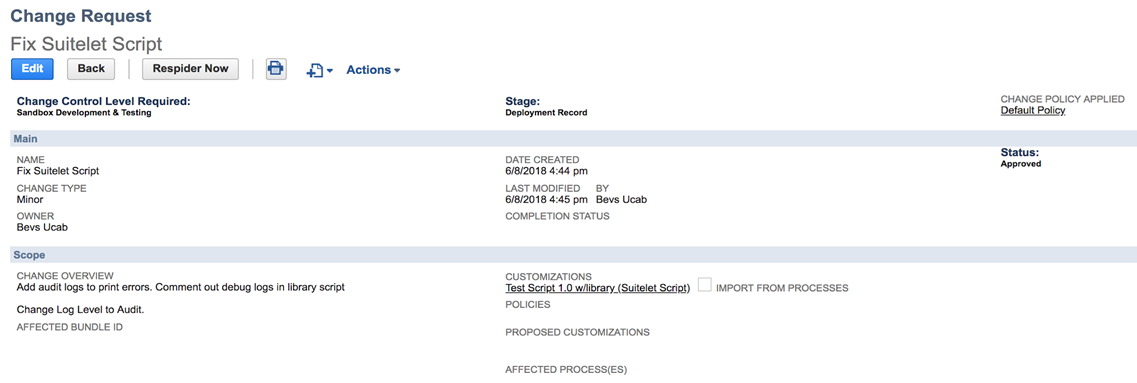 Change Request
Fix Suitelet Script
Edit Back Respider Now Actions
Change Control Level Required:
Sandbox Development & Testing
Stage:
Deployment Record
CHANGE POLICY APPLIED
Default Policy
Main
Status:
Approved
NAME
Fix Suitelet Script
CHANGE TYPE
Minor
OWNER
Bevs Ucab
DATE CREATED
6/8/2018 4:44 pm
LAST MODIFIED BY
6/8/2018 4:45 pm Bevs Ucab
COMPLETION STATUS
Scope
CHANGE OVERVIEW
Add audit logs to print errors. Comment out debug logs in library script
Change Log Level to Audit.
AFFECTED BUNDLE ID
CUSTOMIZATIONS
Test Script 1.0 w/library (Suitelet Script) IMPORT FROM PROCESSES
POLICIES
PROPOSED CUSTOMIZATIONS
AFFECTED PROCESS(ES)